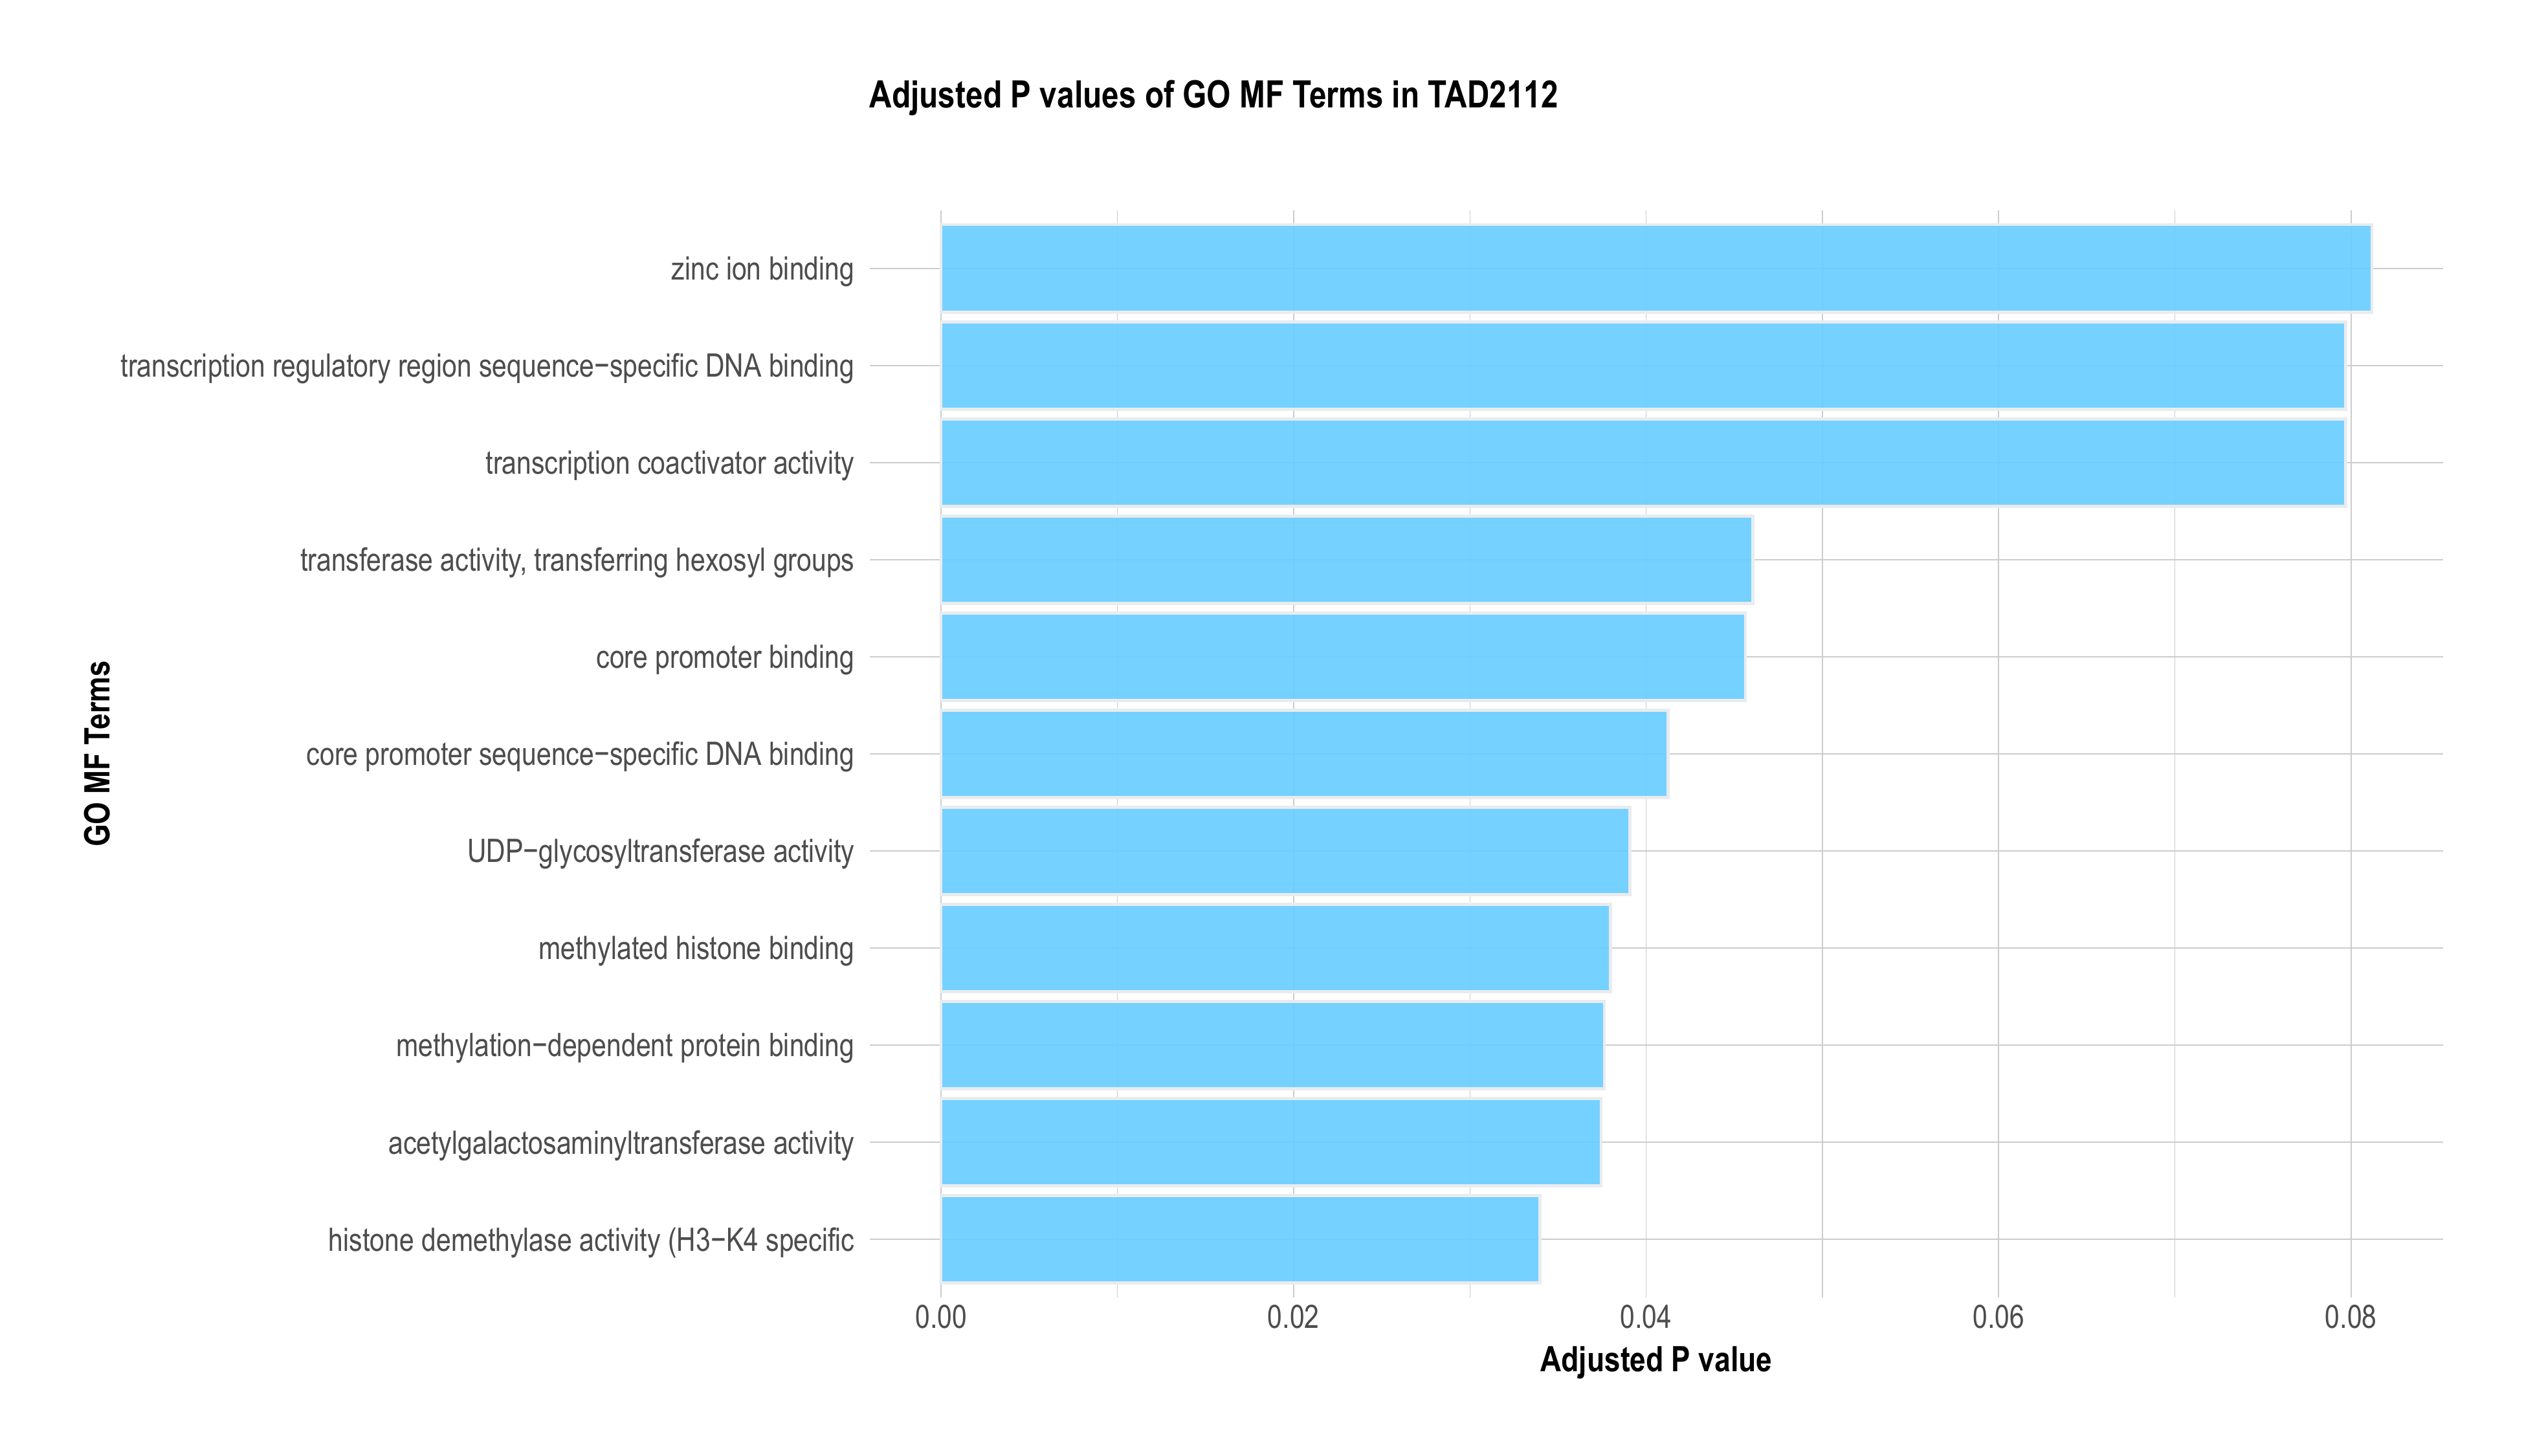 Adjusted P values of GO MF Terms in TAD2112
zinc ion binding
transcription regulatory region sequence−specific DNA binding
transcription coactivator activity
transferase activity, transferring hexosyl groups
core promoter binding
core promoter sequence−specific DNA binding
UDP−glycosyltransferase activity
methylated histone binding
methylation−dependent protein binding
acetylgalactosaminyltransferase activity
histone demethylase activity (H3−K4 specific
GO MF Terms
0.00 0.02 0.04 0.06 0.08
Adjusted P value